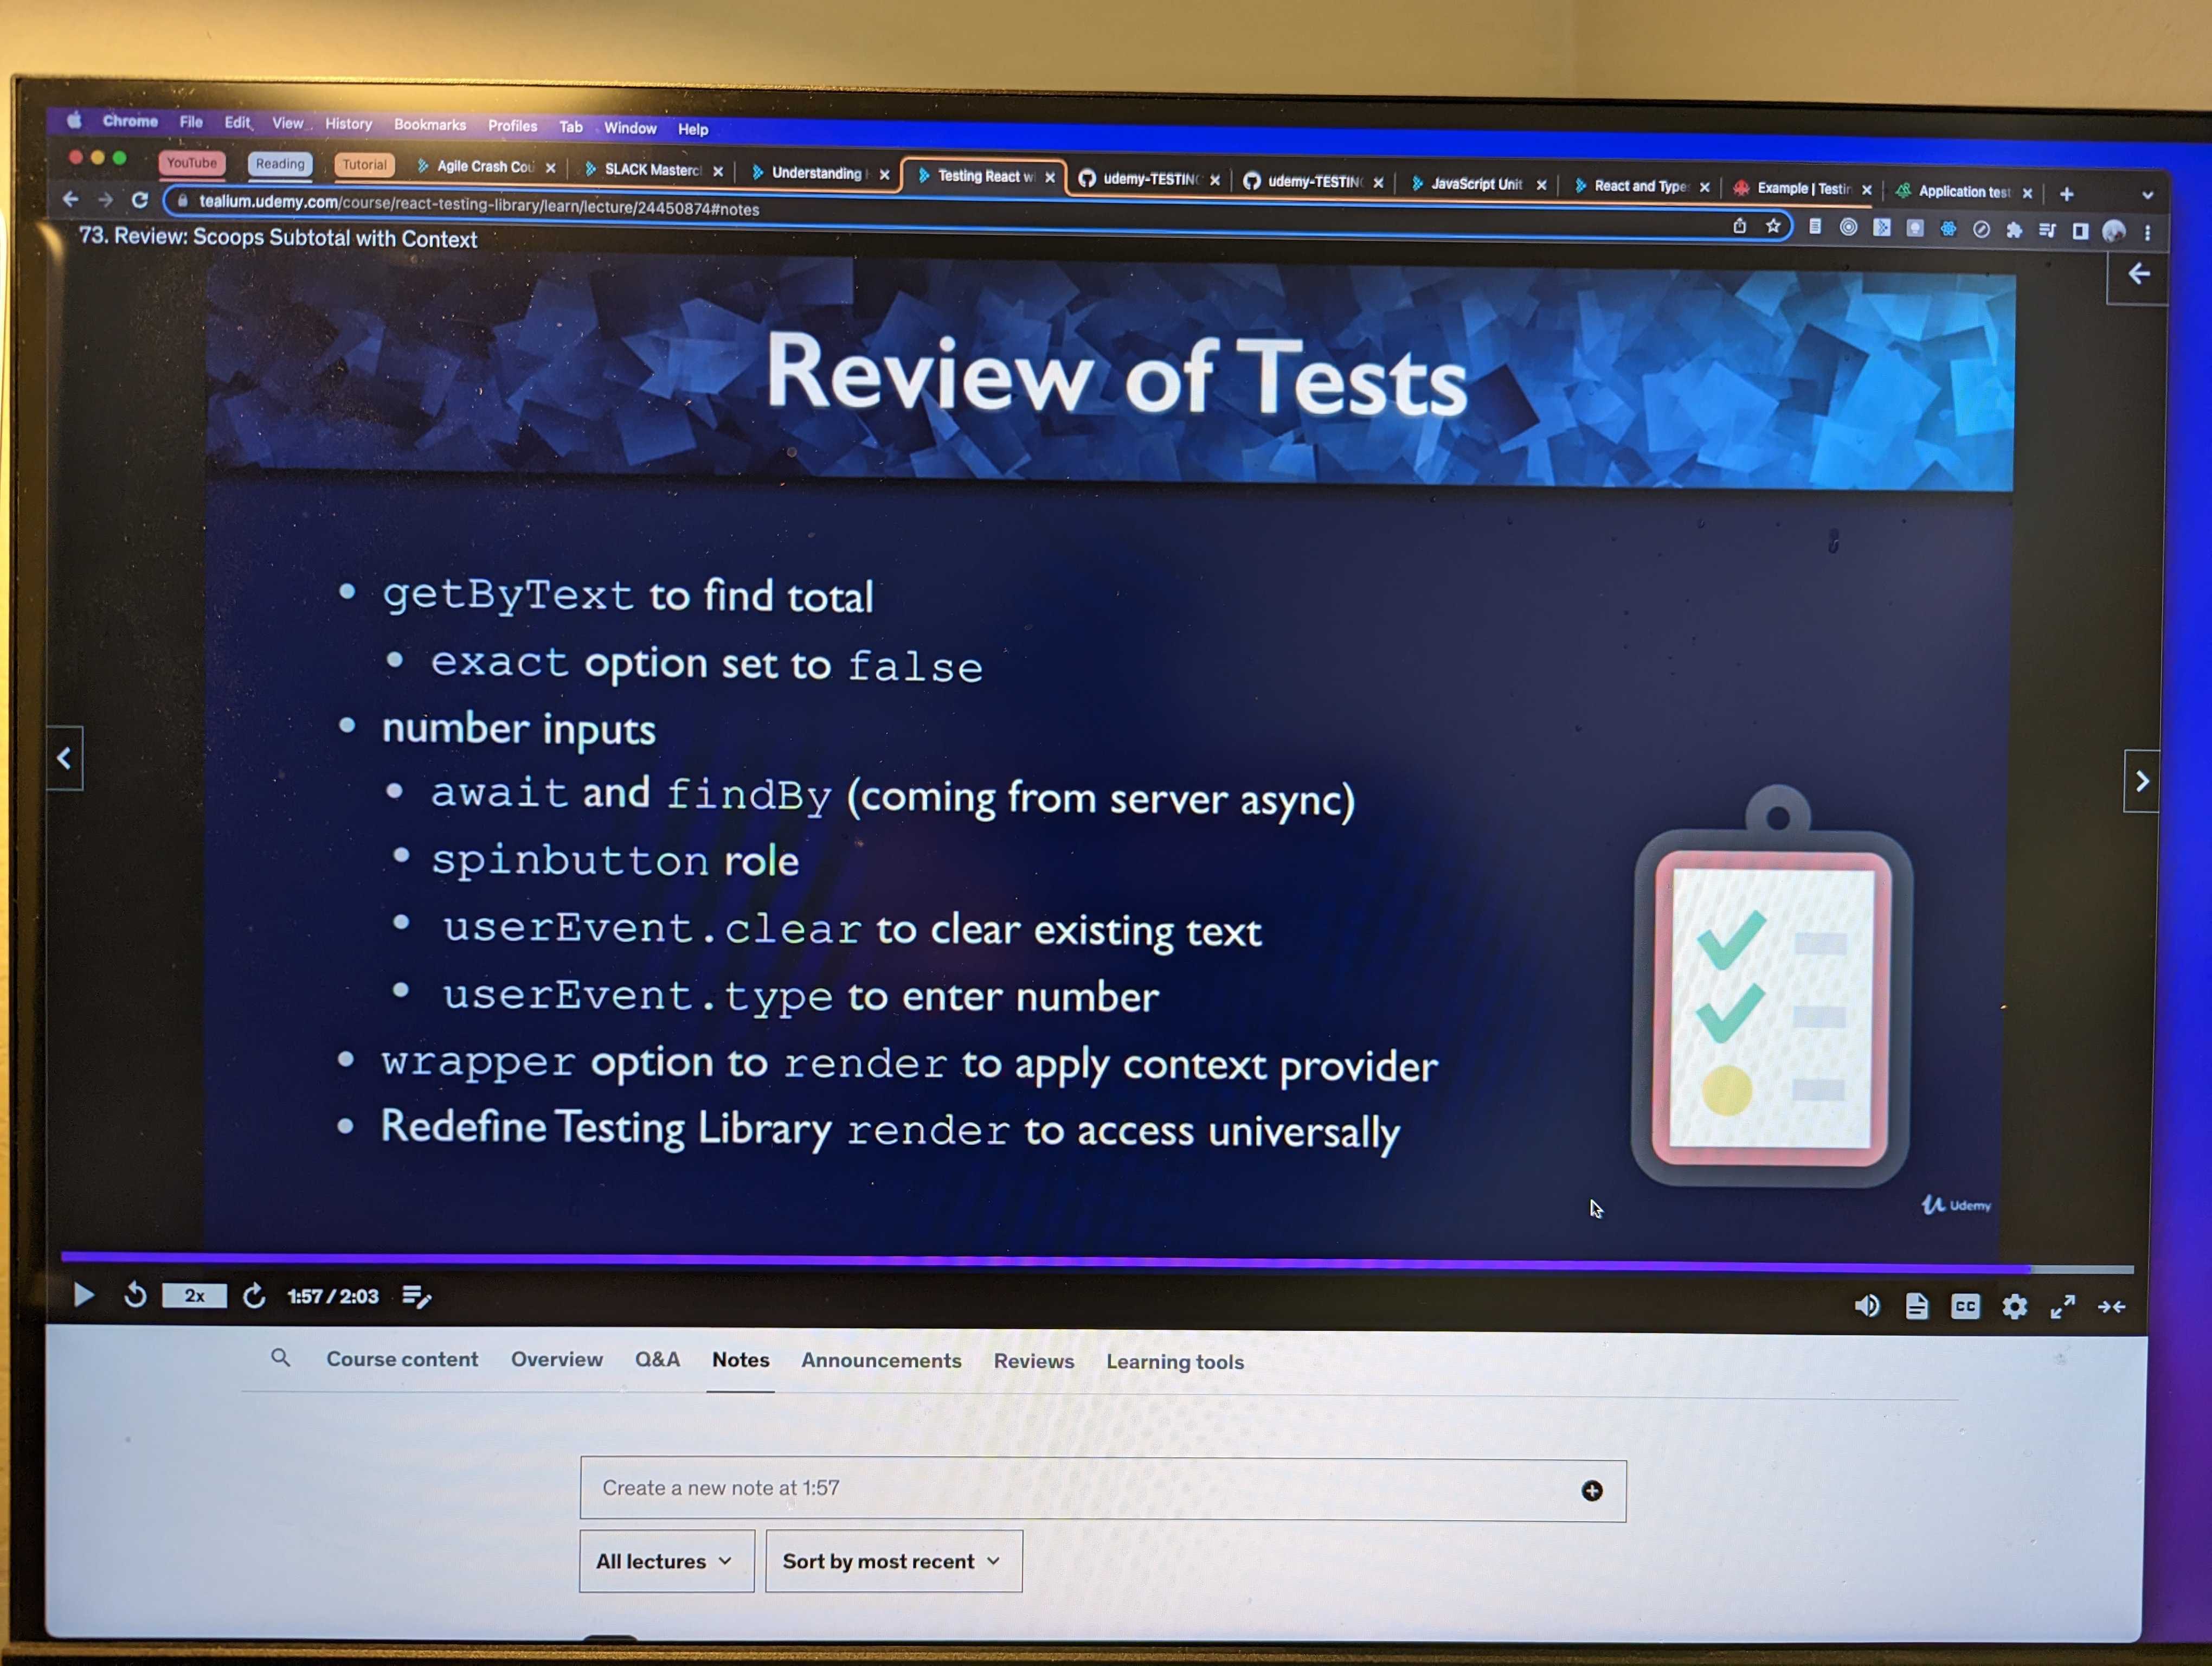 Chrome File Edit View History Bookmarks Profiles Tab Window Help
YouTube Reading Tutorial Agile Crash Cou SLACK Masterc Understanding Testing React w udemy-TESTING udemy-TESTIN JavaScript Unit React and Type Example | Testin Application test
tealium.udemy.com/course/react-testing-library/learn/lecture/24450874#notes
73. Review: Scoops Subtotal with Context
Review of Tests
• getByText to find total
• exact option set to false
• number inputs
• await and findBy (coming from server async)
• spinbutton role
• userEvent.clear to clear existing text
• userEvent.type to enter number
• wrapper option to render to apply context provider
• Redefine Testing Library render to access universally
Udemy
2x 1:57 / 2:03 CC
Course content Overview Q&A Notes Announcements Reviews Learning tools
Create a new note at 1:57
All lectures Sort by most recent